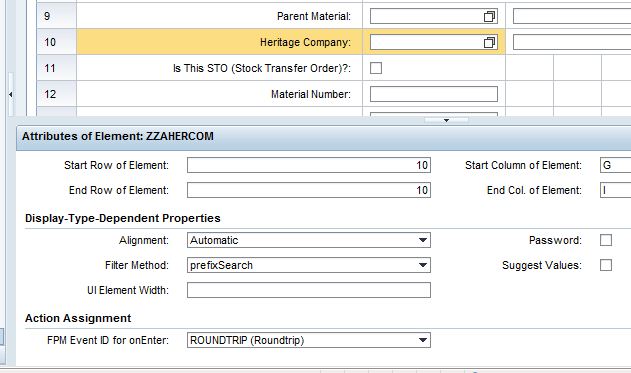 9 Parent Material:
10 Heritage Company:
11 Is This STO (Stock Transfer Order)?:
12 Material Number:
Attributes of Element: ZZAHERCOM
Start Row of Element: 10 Start Column of Element: G
End Row of Element: 10 End Col. of Element: I
Display-Type-Dependent Properties
Alignment: Automatic Password:
Filter Method: prefixSearch Suggest Values:
UI Element Width:
Action Assignment
FPM Event ID for onEnter: ROUNDTRIP (Roundtrip)